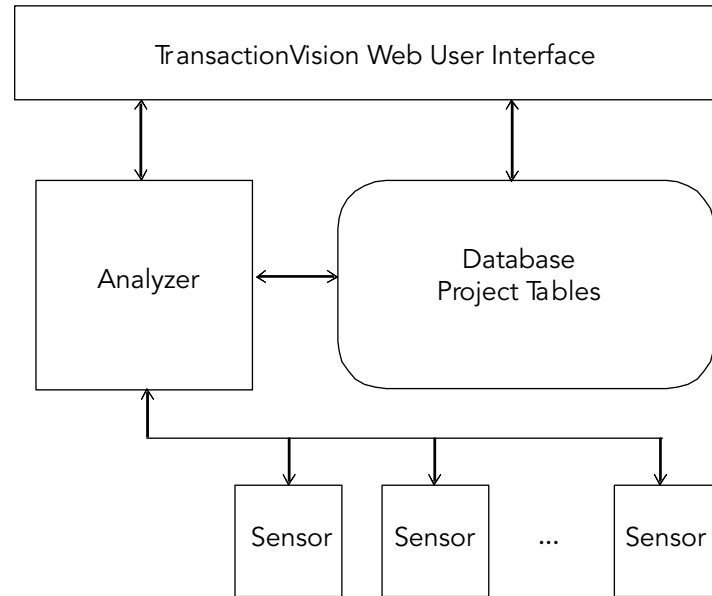 TransactionVision Web User Interface
Analyzer
Database
Project Tables
Sensor Sensor ... Sensor